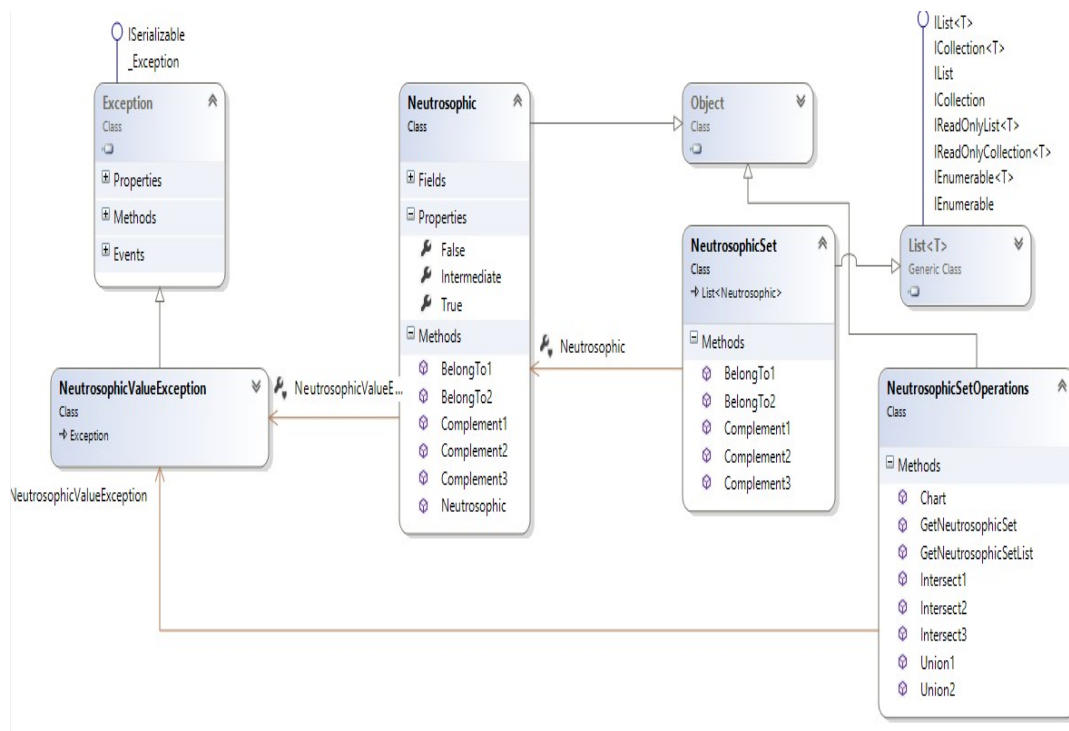 ISerializable
_Exception
Exception
Class
Properties
Methods
Events
NeutrosophicValueException
Class
Exception
NeutrosophicValueException
NeutrosophicValueE...
Neutrosophic
Class
Fields
Properties
False
Intermediate
True
Methods
BelongTo1
BelongTo2
Complement1
Complement2
Complement3
Neutrosophic
Neutrosophic
Object
Class
NeutrosophicSet
Class
List<Neutrosophic>
Methods
BelongTo1
BelongTo2
Complement1
Complement2
Complement3
IList<T>
ICollection<T>
IList
ICollection
IReadOnlyList<T>
IReadOnlyCollection<T>
IEnumerable<T>
IEnumerable
List<T>
Generic Class
NeutrosophicSetOperations
Class
Methods
Chart
GetNeutrosophicSet
GetNeutrosophicSetList
Intersect1
Intersect2
Intersect3
Union1
Union2